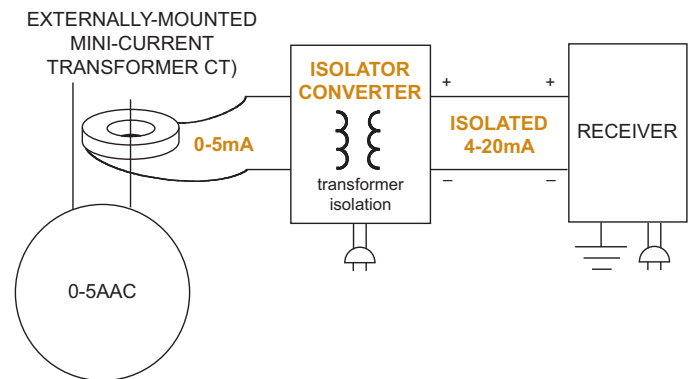 EXTERNALLY-MOUNTED
MINI-CURRENT
TRANSFORMER CT)
0-5mA
0-5AAC
ISOLATOR
CONVERTER
transformer
isolation
+ +
ISOLATED
4-20mA
– –
RECEIVER